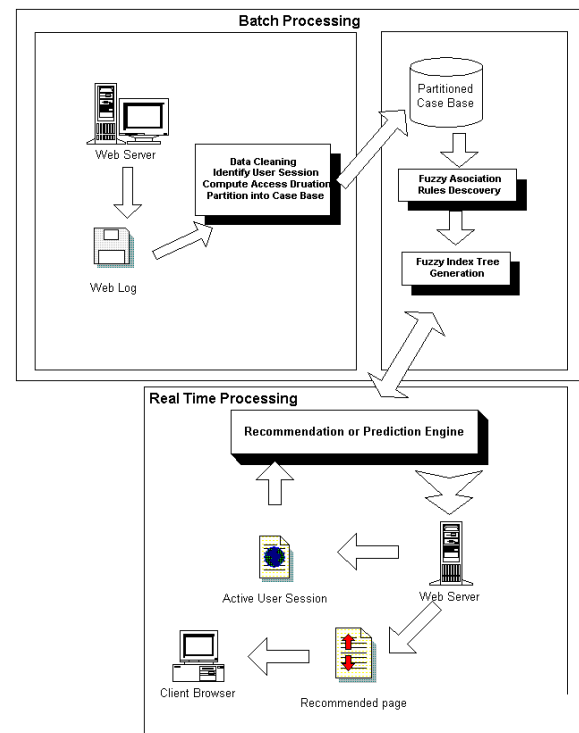 Batch Processing
Web Server
Web Log
Data Cleaning
Identify User Session
Compute Access Druation
Partition into Case Base
Partitioned
Case Base
Fuzzy Asociation
Rules Descovery
Fuzzy Index Tree
Generation
Real Time Processing
Recommendation or Prediction Engine
Active User Session
Web Server
Client Browser
Recommended page